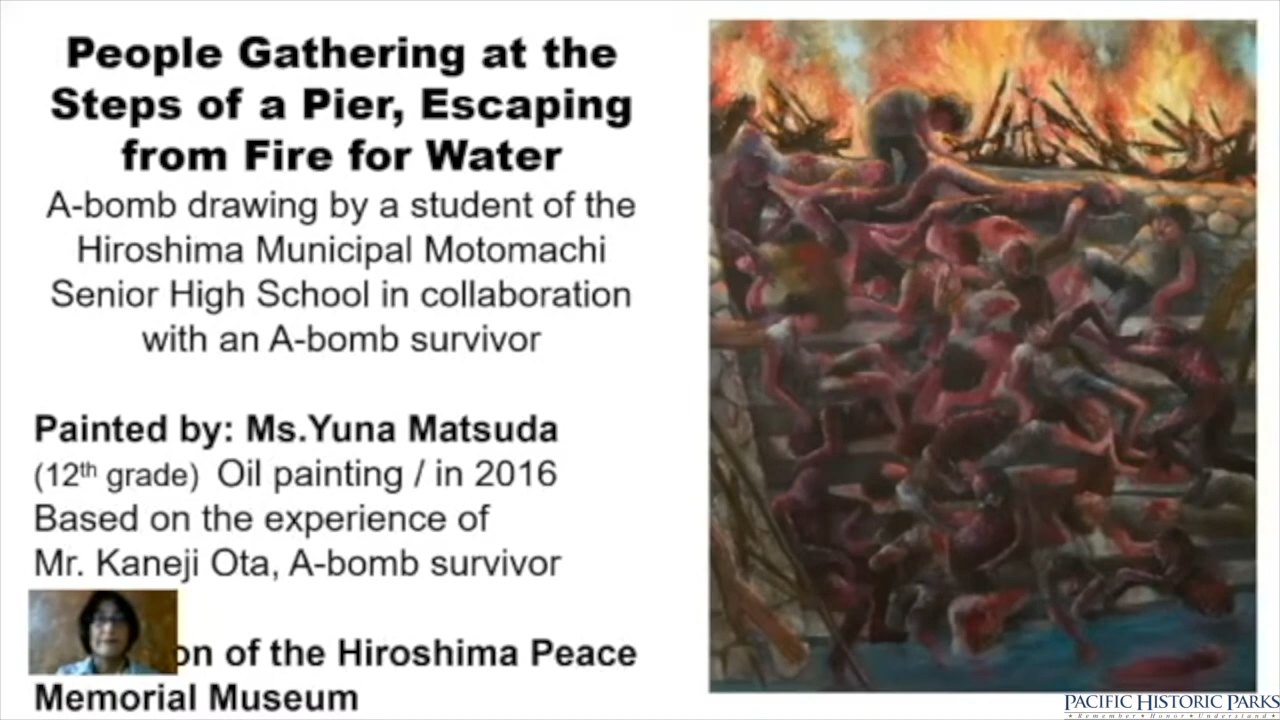 People Gathering at the
Steps of a Pier, Escaping
from Fire for Water
A-bomb drawing by a student of the
Hiroshima Municipal Motomachi
Senior High School in collaboration
with an A-bomb survivor
Painted by: Ms.Yuna Matsuda
(12th grade) Oil painting / in 2016
Based on the experience of
Mr. Kaneji Ota, A-bomb survivor
on of the Hiroshima Peace
Memorial Museum
PACIFIC HISTORIC PARKS
• Remember • Honor • Understand •